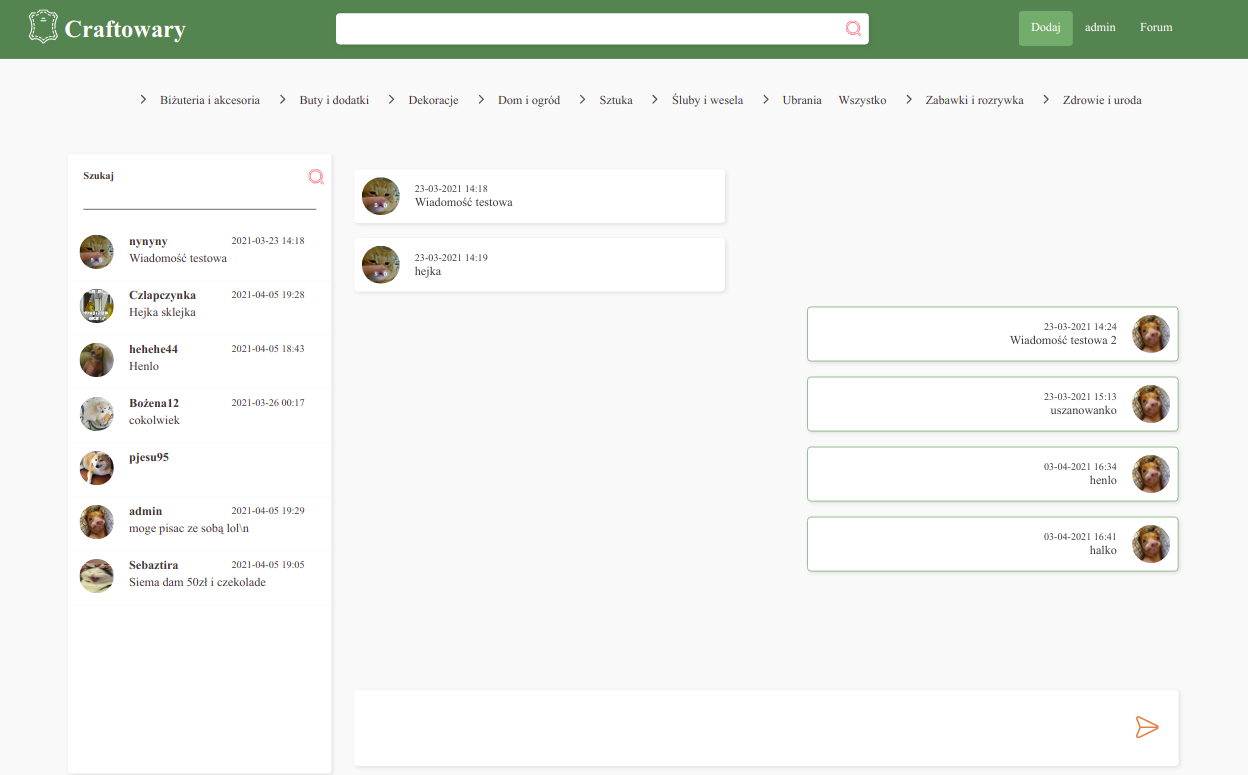 Craftowary
Dodaj admin Forum
Biżuteria i akcesoria Buty i dodatki Dekoracje Dom i ogród Sztuka Śluby i wesela Ubrania Wszystko Zabawki i rozrywka Zdrowie i uroda
Szukaj
nynyny 2021-03-23 14:18
Wiadomość testowa
Czlapczynka 2021-04-05 19:28
Hejka sklejka
hehehe44 2021-04-05 18:43
Henlo
Bożena12 2021-03-26 00:17
cokolwiek
pjesu95
admin 2021-04-05 19:29
moge pisac ze sobą lol\n
Sebaztira 2021-04-05 19:05
Siema dam 50zł i czekolade
23-03-2021 14:18
Wiadomość testowa
23-03-2021 14:19
hejka
23-03-2021 14:24
Wiadomość testowa 2
23-03-2021 15:13
uszanowanko
03-04-2021 16:34
henlo
03-04-2021 16:41
halko